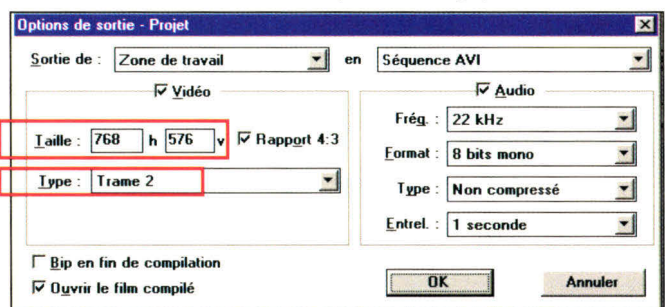 Options de sortie - Projet
Sortie de : Zone de travail en Séquence AVI
Vidéo
Audio
Taille : 768 h 576 v Rapport 4:3
Type : Trame 2
Fréq. : 22 kHz
Format : 8 bits mono
Type : Non compressé
Entrel. : 1 seconde
Bip en fin de compilation
Ouvrir le film compilé
OK
Annuler